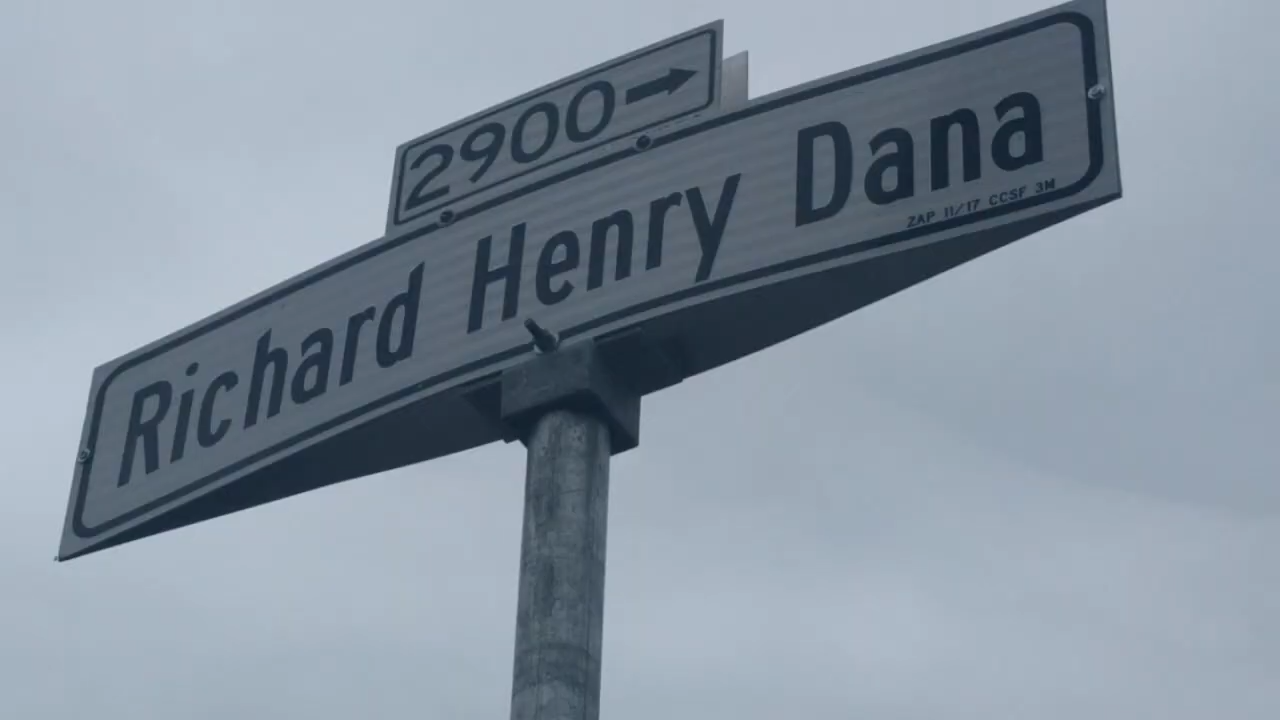 2900 →
Richard Henry Dana
ZAP 11/17 CCSF 3M